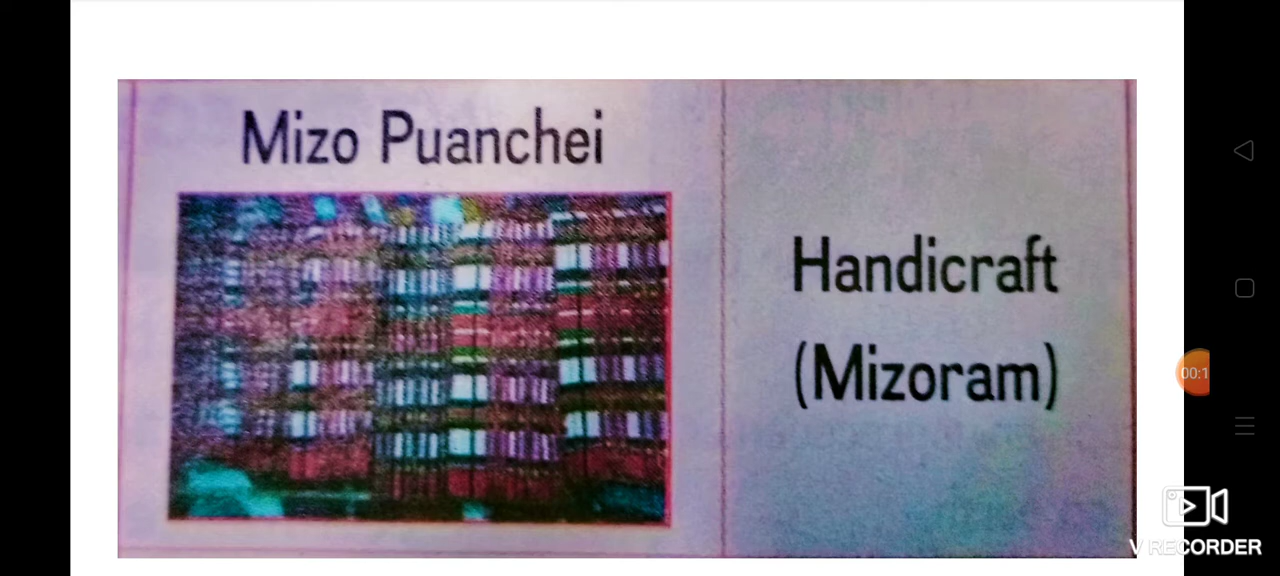 Mizo Puanchei
Handicraft
(Mizoram)
00:1
V RECORDER